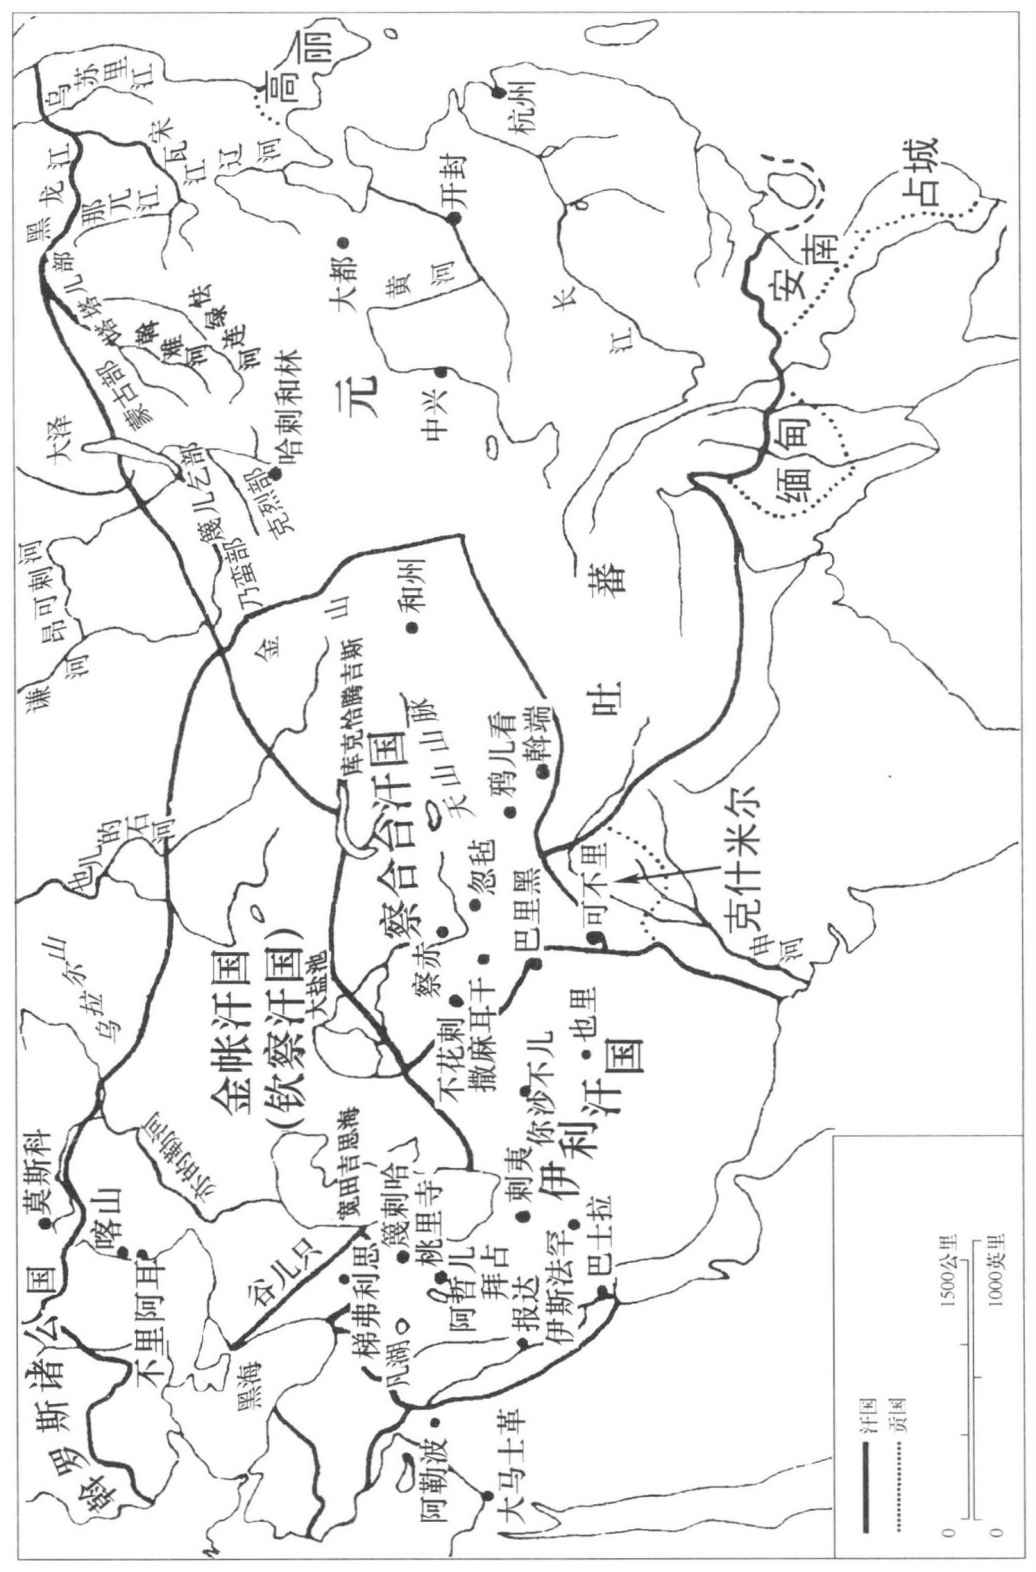 斡罗斯诸公国
莫斯科
喀山
不里阿耳
乌拉尔山
亦的勒河
也儿的石河
谦河
昂可剌河
大泽
黑龙江
乌苏里江
那兀江
宋瓦江
辽河
高丽
塔塔儿部
蒙古部
斡难河
怯绿连河
篾儿乞部
克烈部
乃蛮部
哈剌和林
金山
元
大都
黄河
中兴
开封
杭州
长江
金帐汗国
(钦察汗国)
大盐池
宽田吉思海
谷儿只
黑海
梯弗利思
凡湖
篾剌哈
桃里寺
阿哲儿拜占
报达
伊斯法罕
巴士拉
剌夷
你沙不儿
也里
伊利汗国
阿勒波
大马士革
库克恰腾吉斯
察合台汗国
天山山脉
和州
鸦儿看
斡端
忽毡
察赤
不花剌
撒麻耳干
巴里黑
可不里
克什米尔
申河
吐蕃
缅甸
安南
占城
汗国
贡国
0
1500公里
0
1000英里